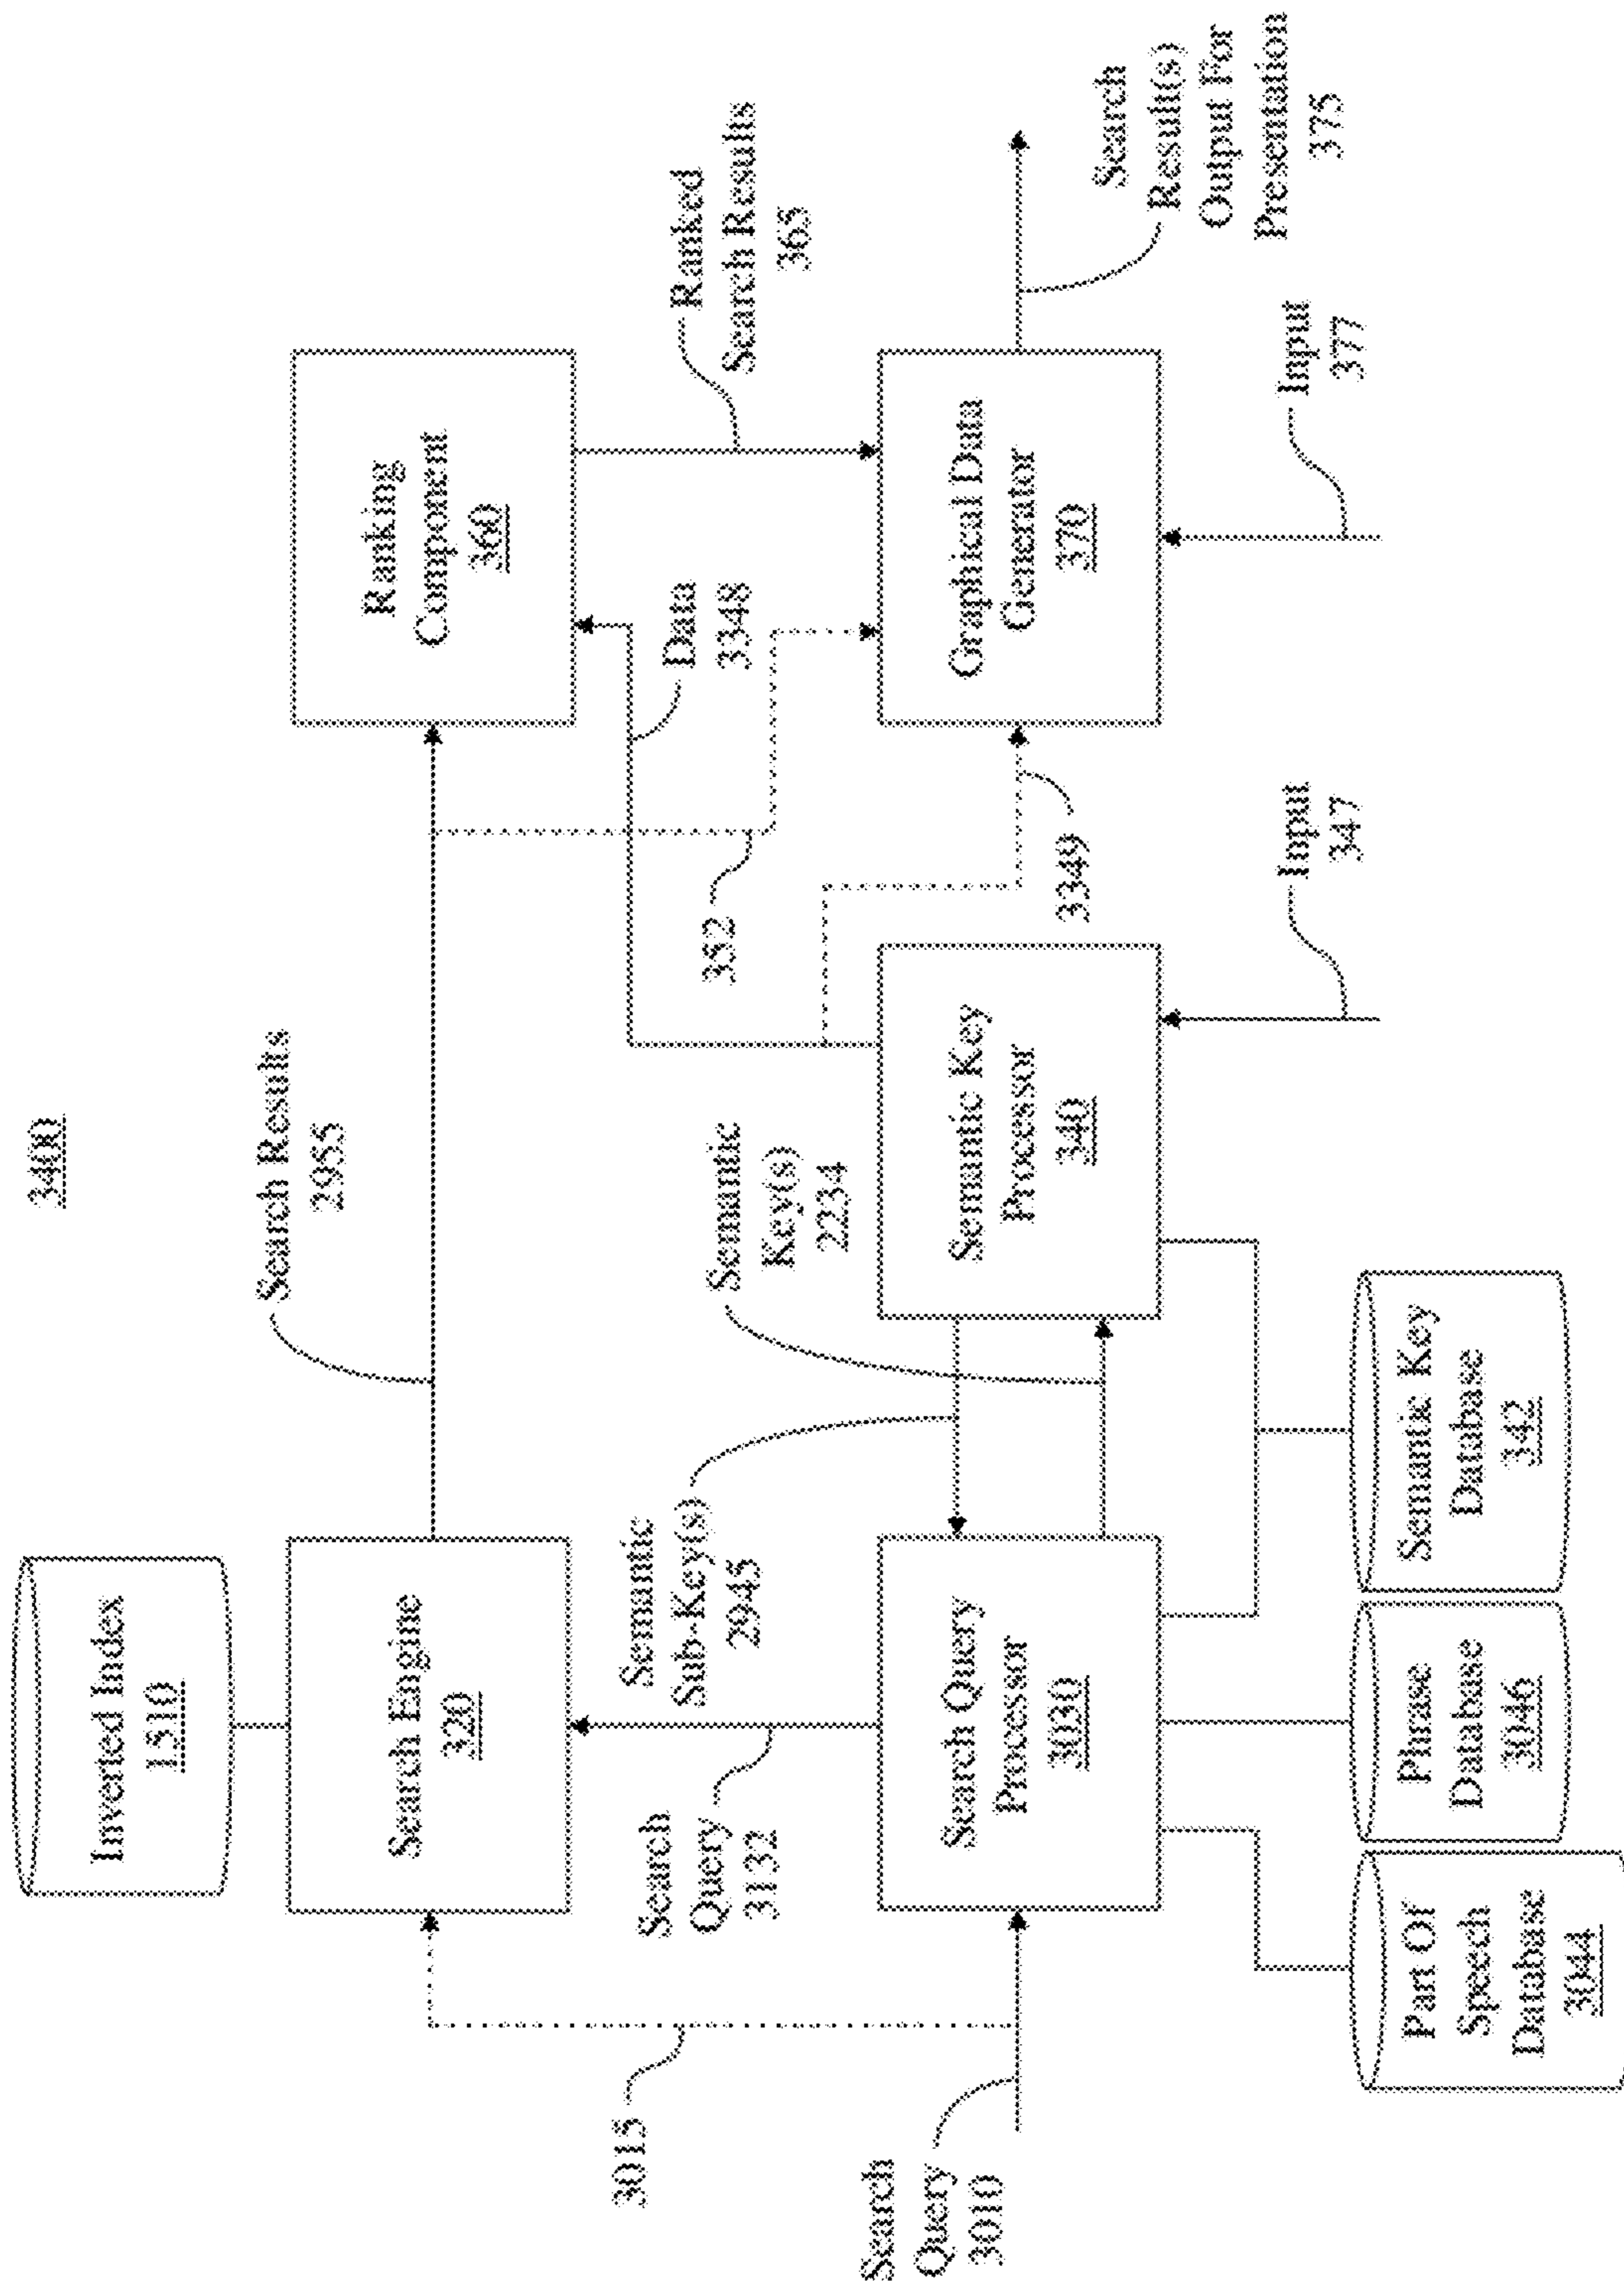 3400
Inverted Index
1510
Search Engine
320
Search Results
2955
Ranking
Component
360
3015
Search
Query
3132
Semantic
Sub-Key(s)
2945
Semantic
Key(s)
2234
352
Data
3348
Ranked
Search Results
365
Search
Query
3010
Search Query
Processor
3030
Semantic Key
Processor
340
3349
Graphical Data
Generator
370
Search
Result(s)
Output For
Presentation
375
Part Of
Speech
Database
3044
Phrase
Database
3046
Semantic Key
Database
342
Input
347
Input
377